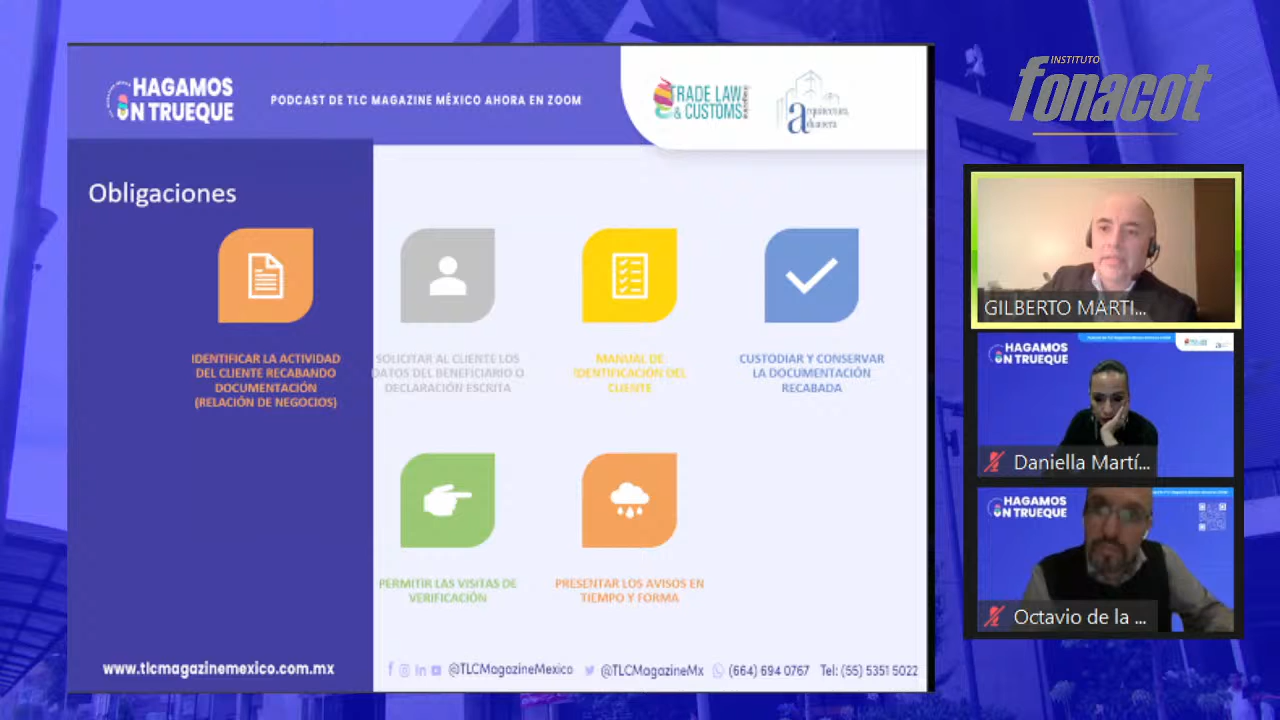 HAGAMOS
UN TRUEQUE
PODCAST DE TLC MAGAZINE MÉXICO AHORA EN ZOOM
TRADE LAW
& CUSTOMS
arquitectura
aduanera
INSTITUTO
fonacot
Obligaciones
IDENTIFICAR LA ACTIVIDAD
DEL CLIENTE RECABANDO
DOCUMENTACIÓN
(RELACIÓN DE NEGOCIOS)
SOLICITAR AL CLIENTE LOS
DATOS DEL BENEFICIARIO O
DECLARACIÓN ESCRITA
MANUAL DE
IDENTIFICACIÓN DEL
CLIENTE
CUSTODIAR Y CONSERVAR
LA DOCUMENTACIÓN
RECABADA
PERMITIR LAS VISITAS DE
VERIFICACIÓN
PRESENTAR LOS AVISOS EN
TIEMPO Y FORMA
www.tlcmagazinemexico.com.mx
@TLCMagazineMexico
@TLCMagazineMx
(664) 694 0767
Tel: (55) 5351 5022
GILBERTO MARTI...
HAGAMOS
UN TRUEQUE
Daniella Martí...
HAGAMOS
UN TRUEQUE
Octavio de la ...